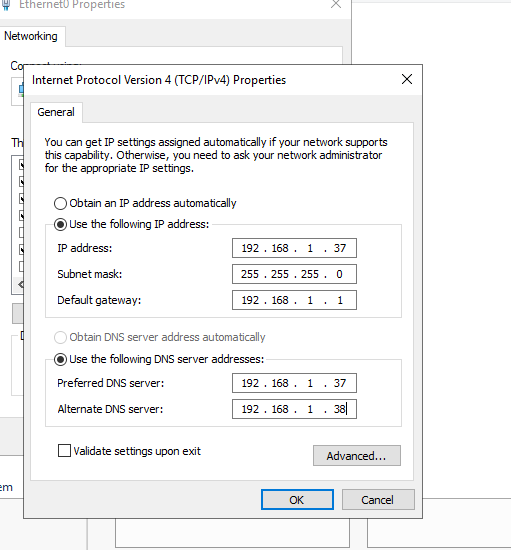 Ethernet0 Properties
Networking
Internet Protocol Version 4 (TCP/IPv4) Properties
General
You can get IP settings assigned automatically if your network supports
this capability. Otherwise, you need to ask your network administrator
for the appropriate IP settings.
Obtain an IP address automatically
Use the following IP address:
IP address: 192 . 168 . 1 . 37
Subnet mask: 255 . 255 . 255 . 0
Default gateway: 192 . 168 . 1 . 1
Obtain DNS server address automatically
Use the following DNS server addresses:
Preferred DNS server: 192 . 168 . 1 . 37
Alternate DNS server: 192 . 168 . 1 . 38
Validate settings upon exit
Advanced...
OK Cancel